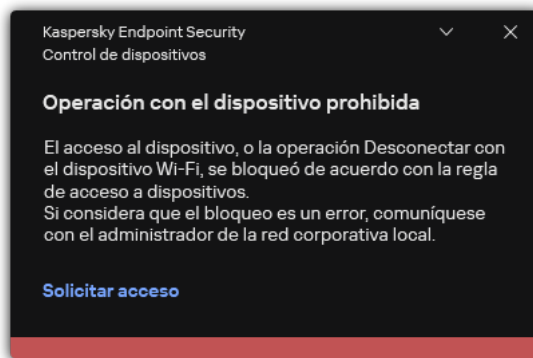 Kaspersky Endpoint Security
Control de dispositivos
Operación con el dispositivo prohibida
El acceso al dispositivo, o la operación Desconectar con
el dispositivo Wi-Fi, se bloqueó de acuerdo con la regla
de acceso a dispositivos.
Si considera que el bloqueo es un error, comuníquese
con el administrador de la red corporativa local.
Solicitar acceso